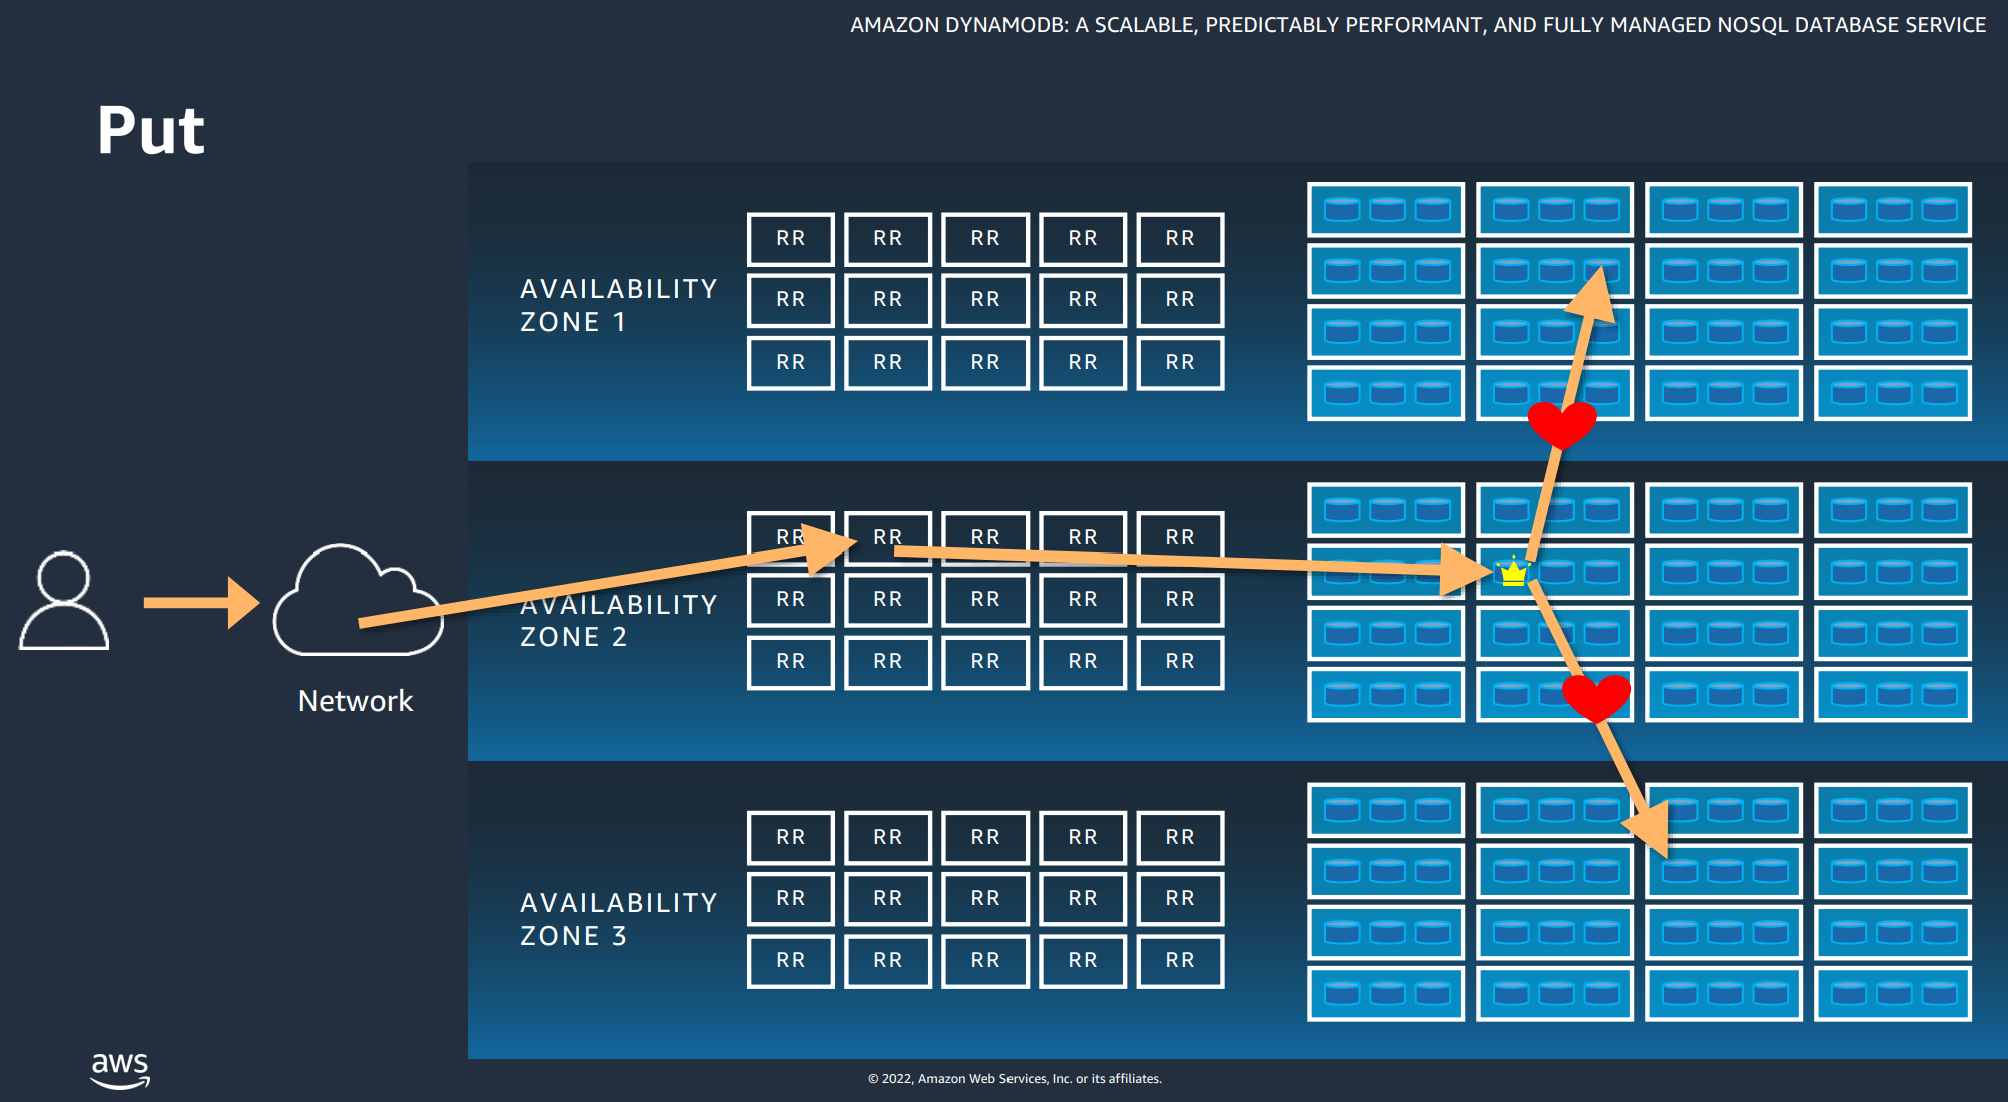 AMAZON DYNAMODB: A SCALABLE, PREDICTABLY PERFORMANT, AND FULLY MANAGED NOSQL DATABASE SERVICE
Put
AVAILABILITY
ZONE 1
RR RR RR RR RR
RR RR RR RR RR
RR RR RR RR RR
Network
AVAILABILITY
ZONE 2
RR RR RR RR RR
RR RR RR RR RR
RR RR RR RR RR
AVAILABILITY
ZONE 3
RR RR RR RR RR
RR RR RR RR RR
RR RR RR RR RR
aws
© 2022, Amazon Web Services, Inc. or its affiliates.